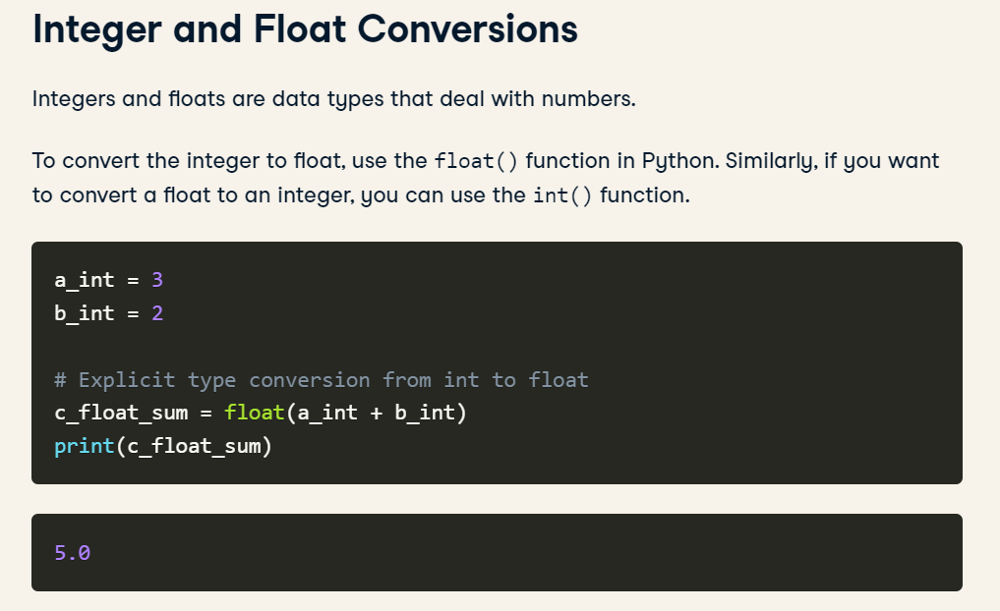 Integer and Float Conversions
Integers and floats are data types that deal with numbers.
To convert the integer to float, use the float() function in Python. Similarly, if you want
to convert a float to an integer, you can use the int() function.
a_int = 3
b_int = 2
# Explicit type conversion from int to float
c_float_sum = float(a_int + b_int)
print(c_float_sum)
5.0